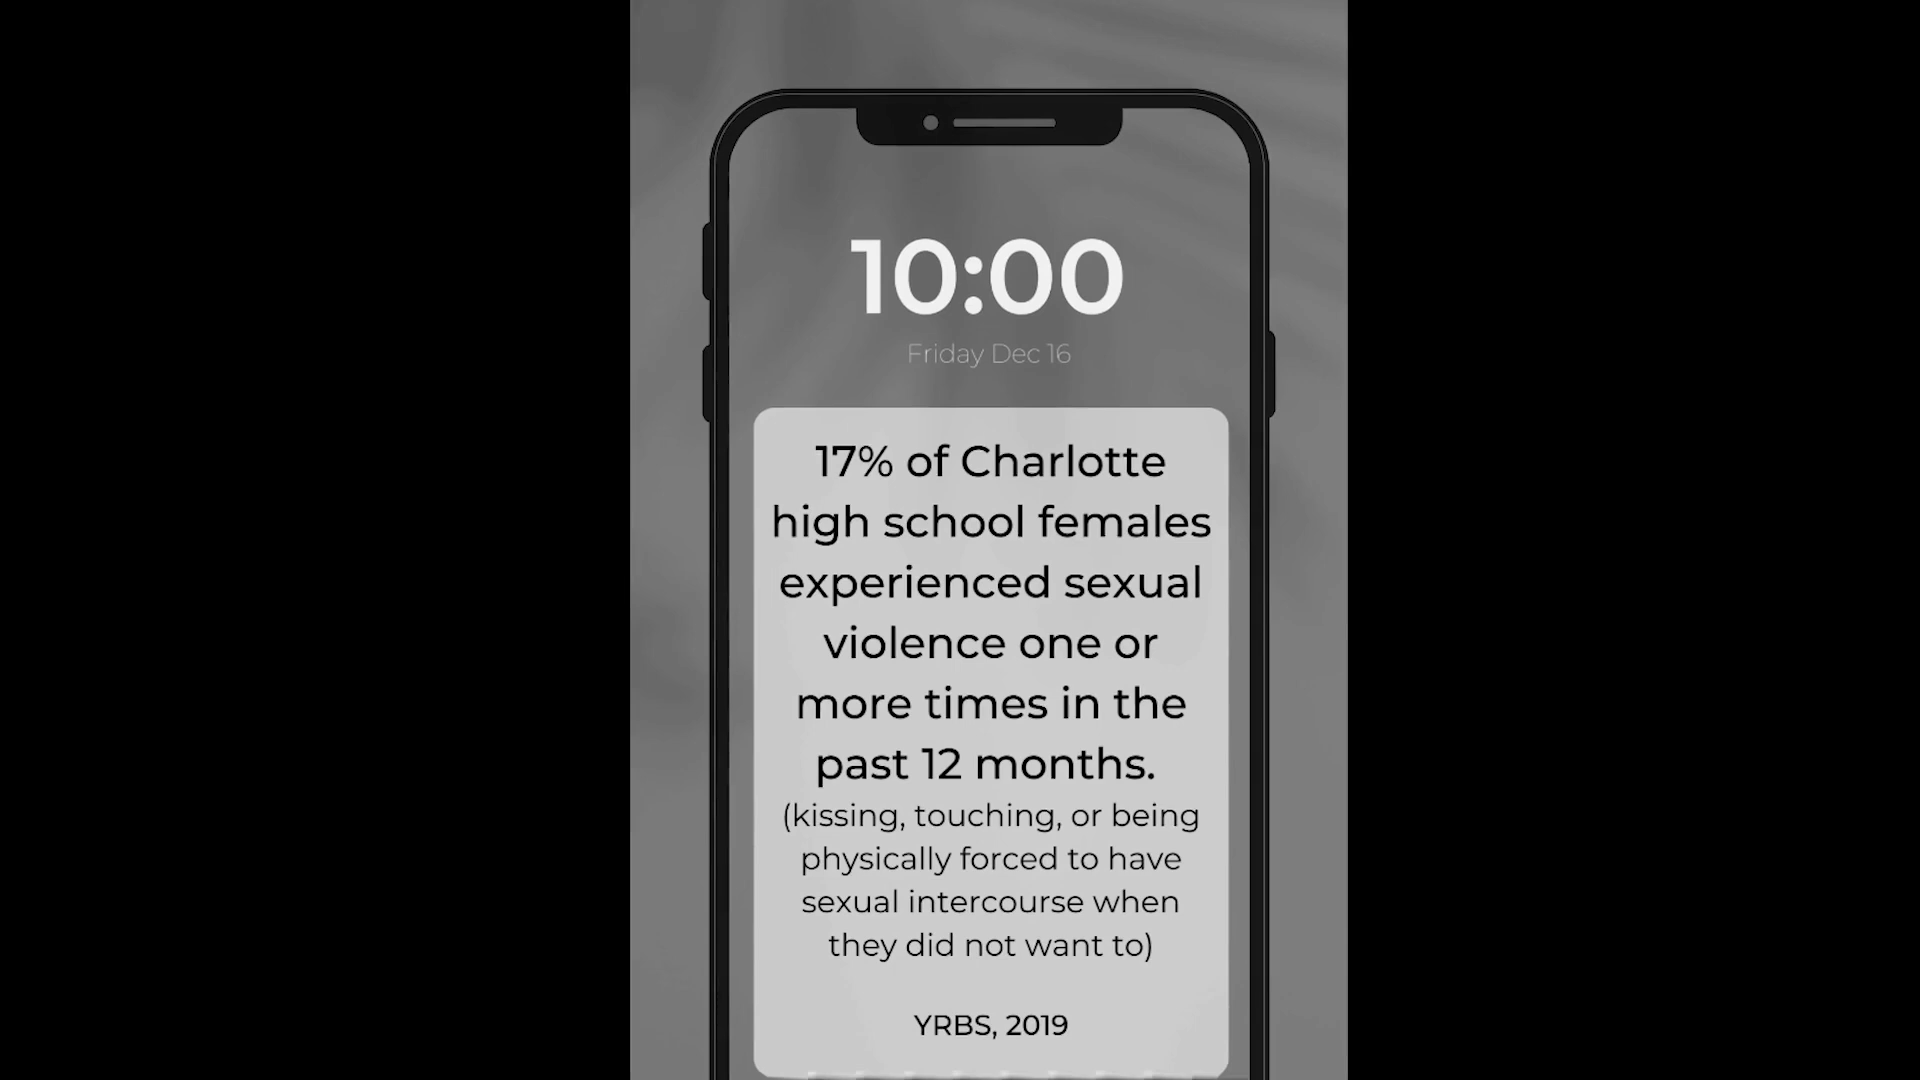 10:00
Friday Dec 16
17% of Charlotte
high school females
experienced sexual
violence one or
more times in the
past 12 months.
(kissing, touching, or being
physically forced to have
sexual intercourse when
they did not want to)
YRBS, 2019